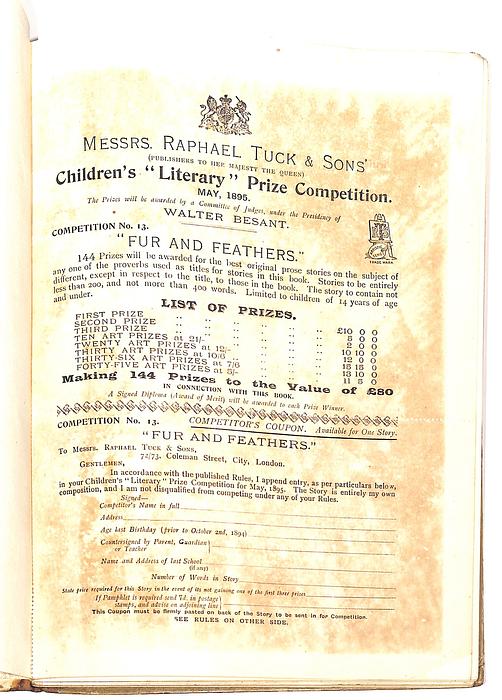 MESSRS. RAPHAEL TUCK & SONS'
(PUBLISHERS TO HER MAJESTY THE QUEEN)
Children's "Literary" Prize Competition.
MAY, 1895.
The Prizes will be awarded by a Committee of Judges, under the Presidency of
WALTER BESANT.
COMPETITION No. 13.
TRADE MARK
"FUR AND FEATHERS."
144 Prizes will be awarded for the best original prose stories on the subject of
any one of the proverbs used as titles for stories in this book. Stories to be entirely
different, except in respect to the title, to those in the book. The story to contain not
less than 200, and not more than 400 words. Limited to children of 14 years of age
and under.
LIST OF PRIZES.
FIRST PRIZE £10 0 0
SECOND PRIZE 5 0 0
THIRD PRIZE 2 0 0
TEN ART PRIZES at 21/- 10 10 0
TWENTY ART PRIZES at 12/- 12 0 0
THIRTY ART PRIZES at 10/6 15 15 0
THIRTY-SIX ART PRIZES at 7/6 13 10 0
FORTY-FIVE ART PRIZES at 5/- 11 5 0
Making 144 Prizes to the Value of £80
IN CONNECTION WITH THIS BOOK.
A Signed Diploma (Award of Merit) will be awarded to each Prize Winner.
COMPETITION No. 13. COMPETITOR'S COUPON. Available for One Story.
"FUR AND FEATHERS."
To Messrs. RAPHAEL TUCK & SONS,
72/73, Coleman Street, City, London.
GENTLEMEN,
In accordance with the published Rules, I append entry, as per particulars below,
in your Children's "Literary" Prize Competition for May, 1895. The Story is entirely my own
composition, and I am not disqualified from competing under any of your Rules.
Signed—
Competitor's Name in full
Address
Age last Birthday (prior to October 2nd, 1894)
Countersigned by Parent, Guardian
or Teacher
Name and Address of last School
(if any)
Number of Words in Story
State price required for this Story in the event of its not gaining one of the first three prizes
If Pamphlet is required send 7d. in postage
stamps, and advise on adjoining line
This Coupon must be firmly pasted on back of the Story to be sent in for Competition.
SEE RULES ON OTHER SIDE.